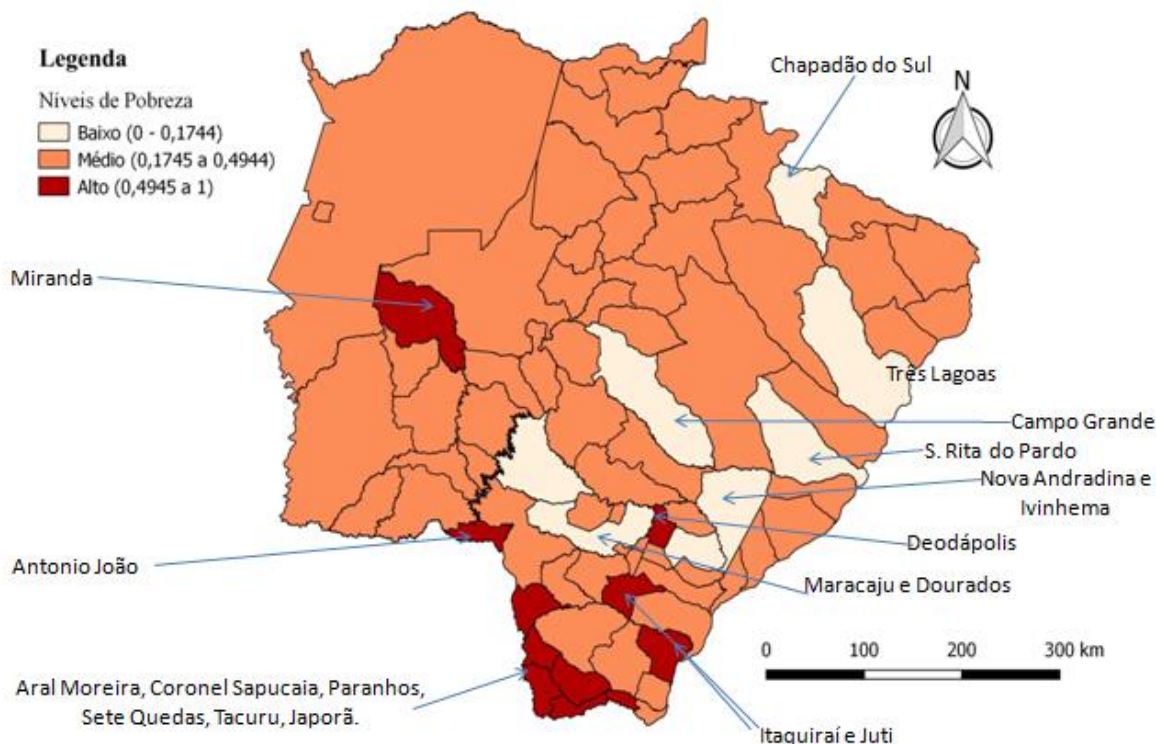 Legenda
Níveis de Pobreza
Baixo (0 - 0,1744)
Médio (0,1745 a 0,4944)
Alto (0,4945 a 1)
Chapadão do Sul
N
Miranda
Três Lagoas
Campo Grande
S. Rita do Pardo
Nova Andradina e
Ivinhema
Deodápolis
Antonio João
Maracaju e Dourados
0 100 200 300 km
Aral Moreira, Coronel Sapucaia, Paranhos,
Sete Quedas, Tacuru, Japorã.
Itaquiraí e Juti